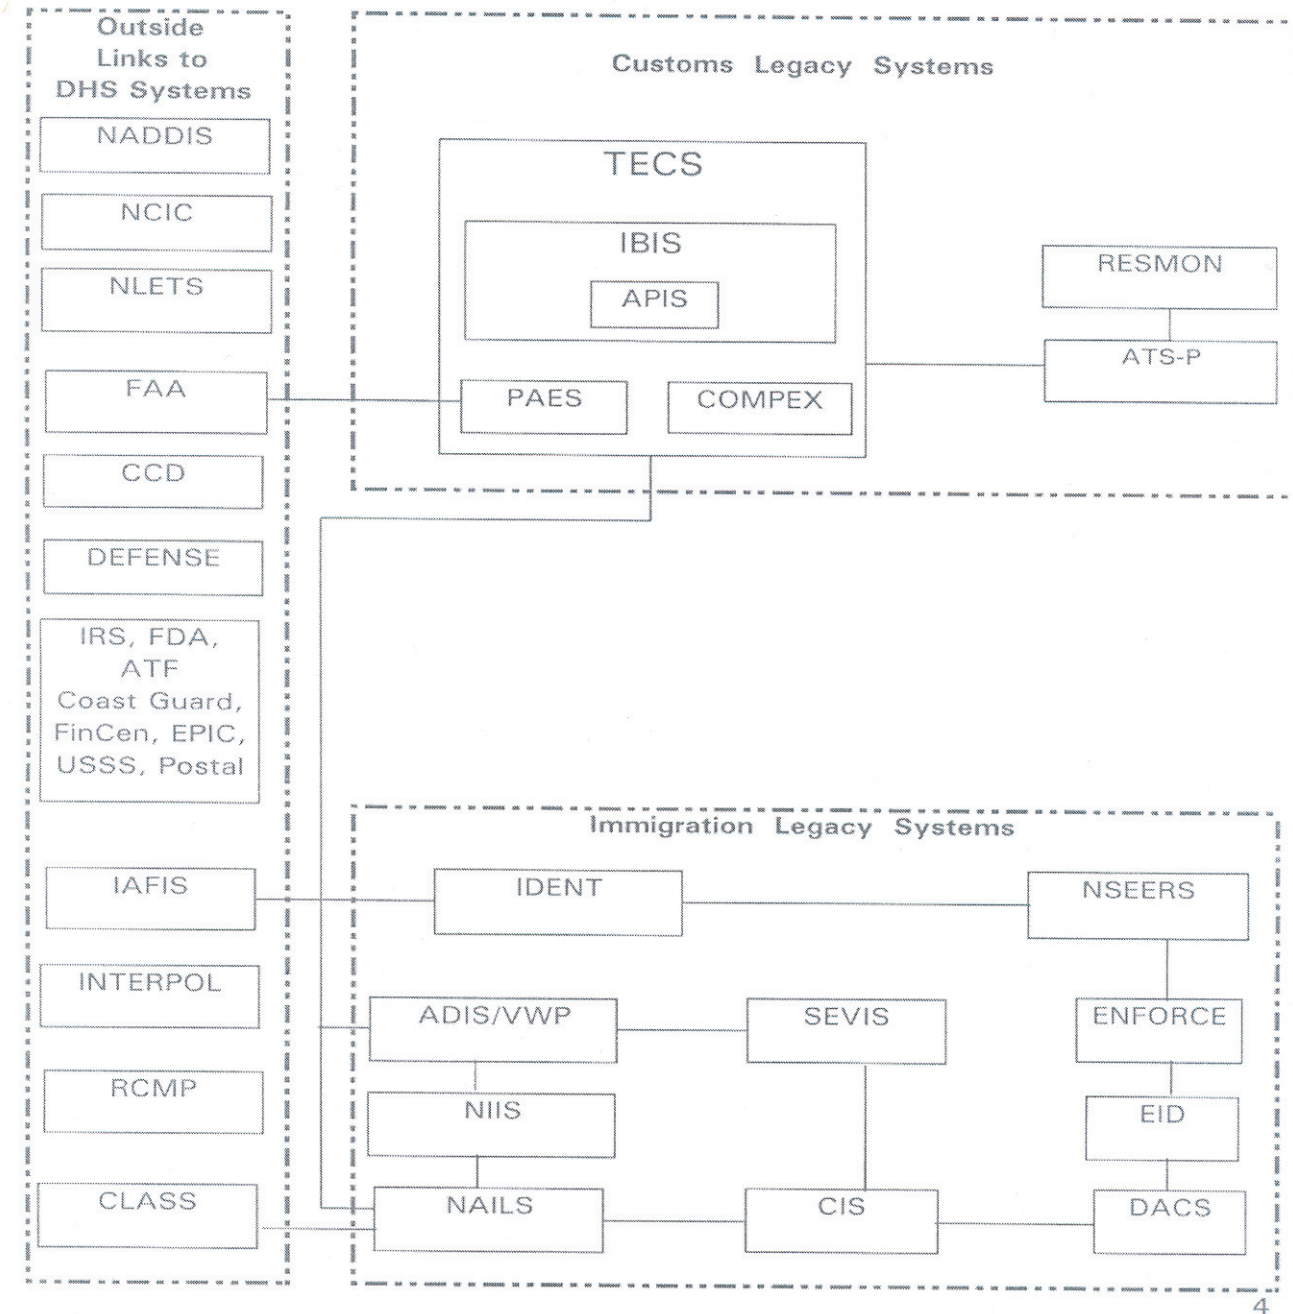 Outside
Links to
DHS Systems
NADDIS
NCIC
NLETS
FAA
CCD
DEFENSE
IRS, FDA,
ATF
Coast Guard,
FinCen, EPIC,
USSS, Postal
IAFIS
INTERPOL
RCMP
CLASS
Customs Legacy Systems
TECS
IBIS
APIS
PAES
COMPEX
RESMON
ATS-P
Immigration Legacy Systems
IDENT
NSEERS
ADIS/VWP
SEVIS
ENFORCE
NIIS
EID
NAILS
CIS
DACS
4